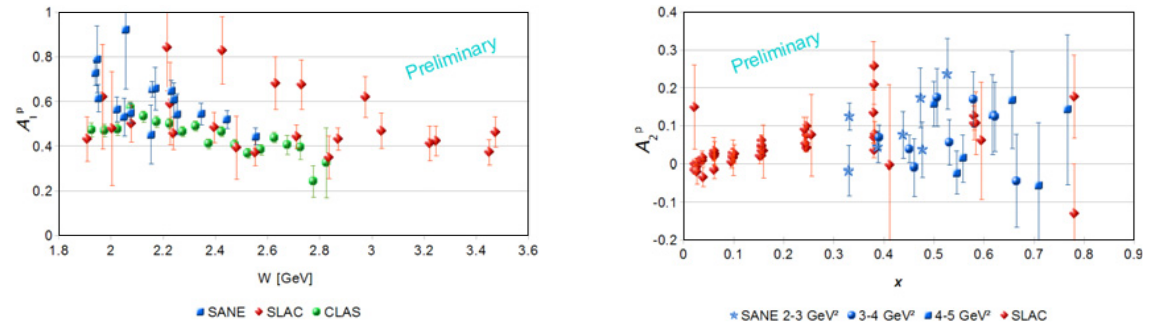 1
0.8
0.6
0.4
0.2
0
A₁ᵖ
Preliminary
1.8 2 2.2 2.4 2.6 2.8 3 3.2 3.4 3.6
W [GeV]
SANE SLAC CLAS
0.4
0.3
0.2
0.1
0
-0.1
-0.2
A₂ᵖ
Preliminary
0 0.1 0.2 0.3 0.4 0.5 0.6 0.7 0.8 0.9
x
SANE 2-3 GeV² 3-4 GeV² 4-5 GeV² SLAC